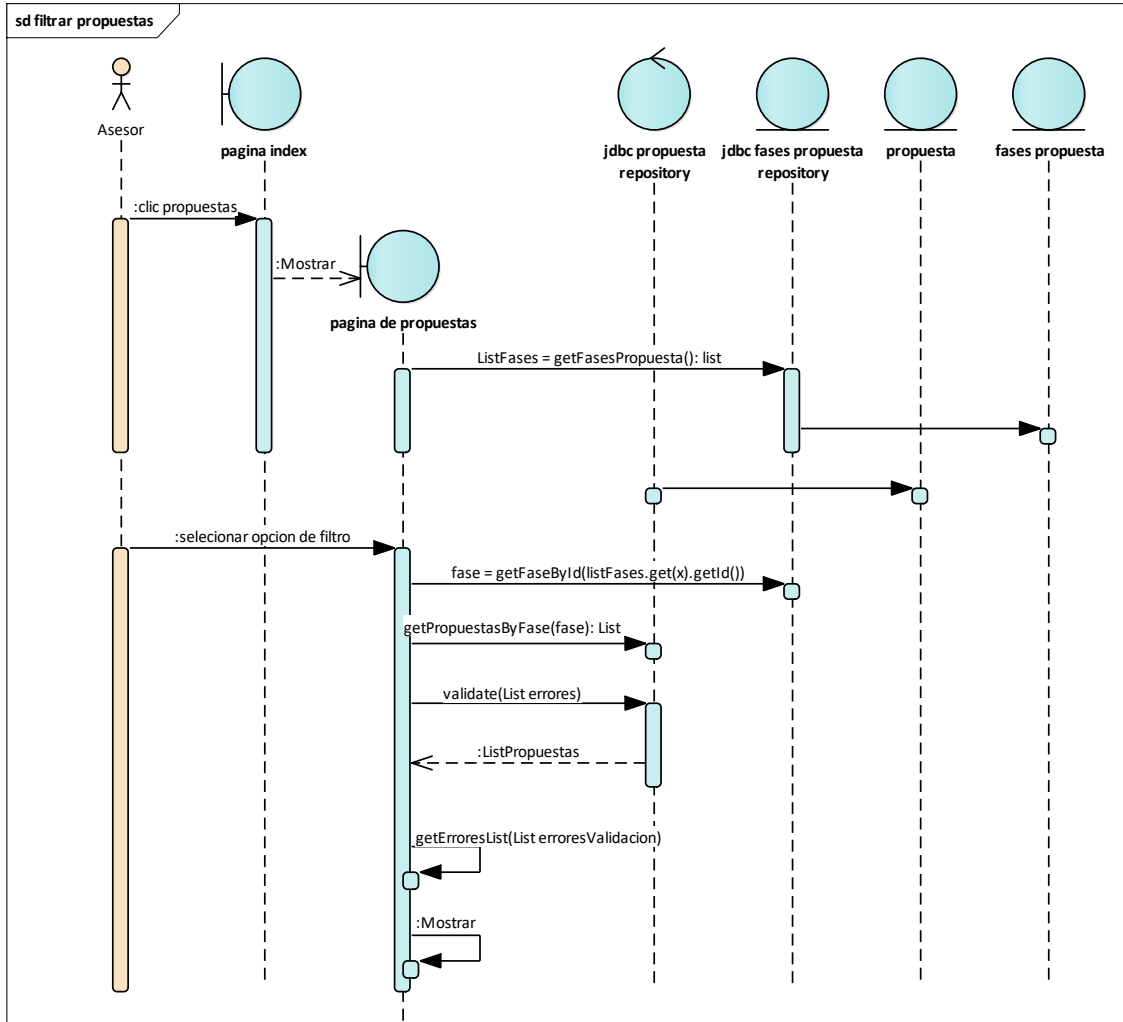 sd filtrar propuestas
Asesor
pagina index
jdbc propuesta
repository
jdbc fases propuesta
repository
propuesta
fases propuesta
:clic propuestas
:Mostrar
pagina de propuestas
ListFases = getFasesPropuesta(): list
:selecionar opcion de filtro
fase = getFaseById(listFases.get(x).getId())
getPropuestasByFase(fase): List
validate(List errores)
:ListPropuestas
getErroresList(List erroresValidacion)
:Mostrar